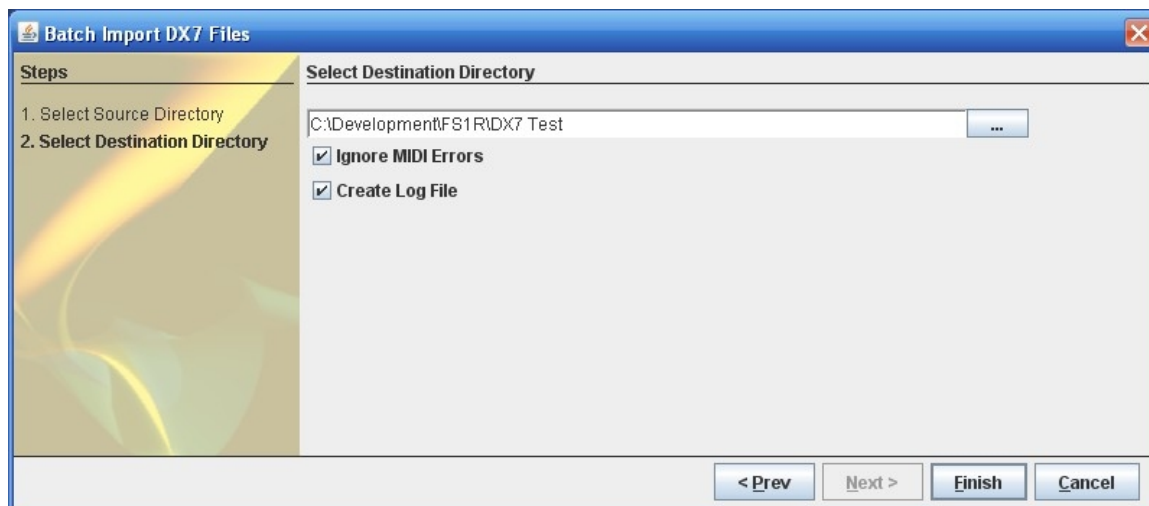 Batch Import DX7 Files
Steps
1. Select Source Directory
2. Select Destination Directory
Select Destination Directory
C:\Development\FS1R\DX7 Test
...
Ignore MIDI Errors
Create Log File
< Prev
Next >
Finish
Cancel